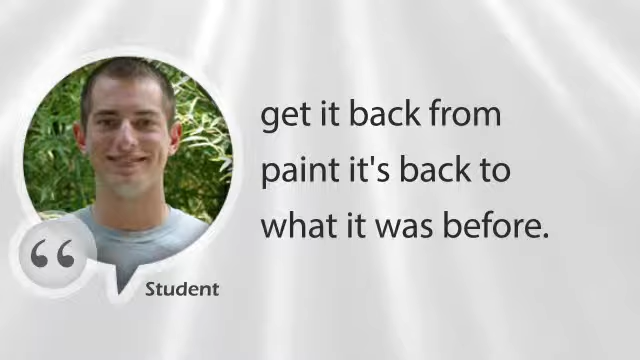 get it back from
paint it's back to
what it was before.
Student